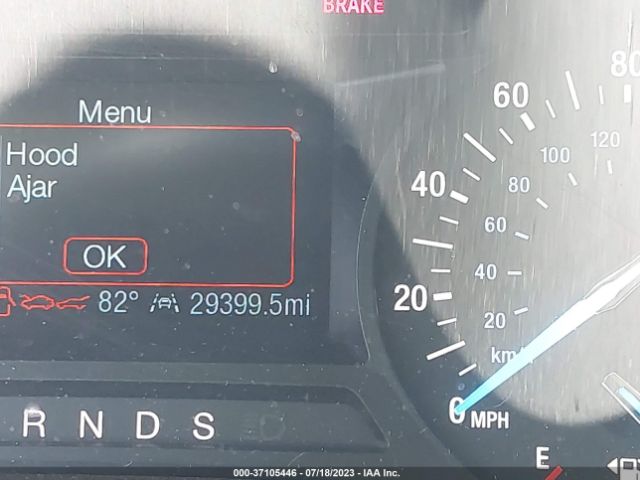 BRAKE
Menu
Hood
Ajar
OK
82° 29399.5mi
R N D S
0 20 40 60 80
20 40 60 80 100 120
MPH
E
000-37105446 - 07/18/2023 - IAA Inc.